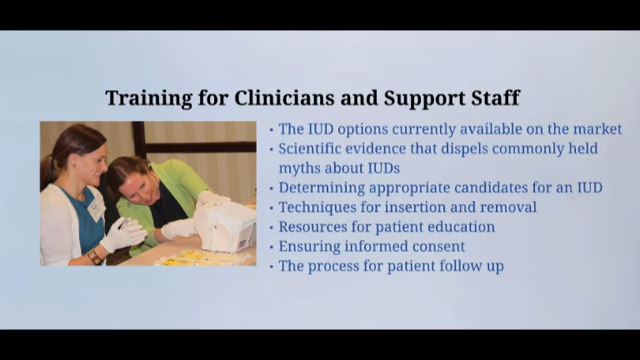 Training for Clinicians and Support Staff
• The IUD options currently available on the market
• Scientific evidence that dispels commonly held
myths about IUDs
• Determining appropriate candidates for an IUD
• Techniques for insertion and removal
• Resources for patient education
• Ensuring informed consent
• The process for patient follow up